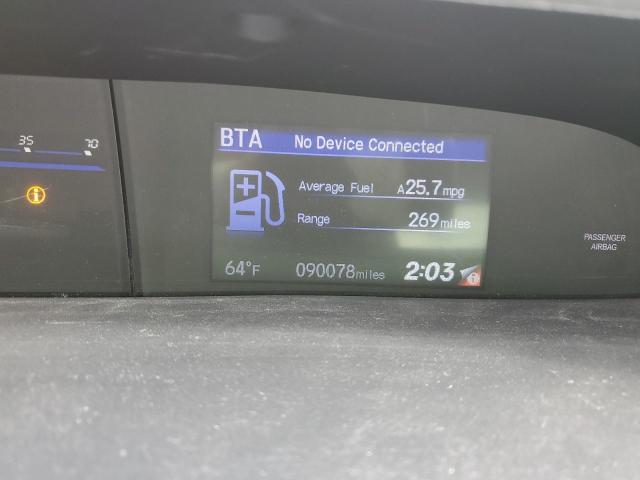 35 70
BTA No Device Connected
Average Fuel A25.7mpg
Range 269miles
64°F 090078miles 2:03
PASSENGER
AIRBAG